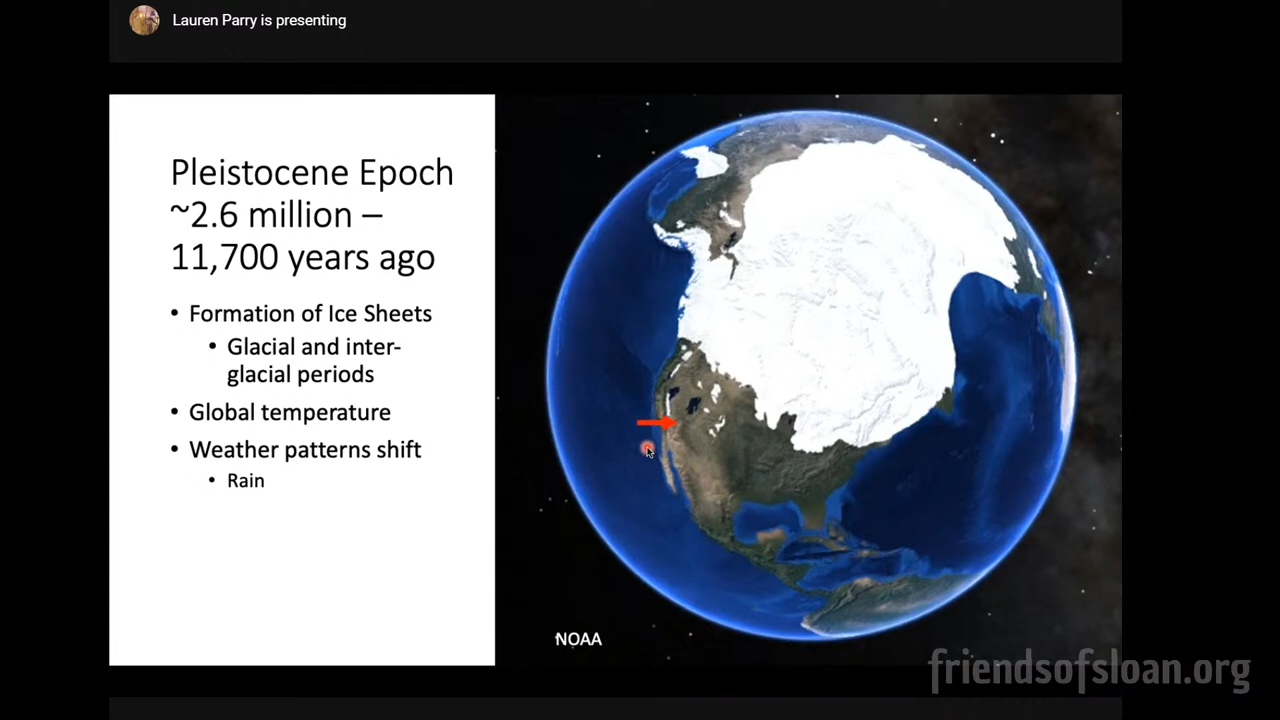 Lauren Parry is presenting
Pleistocene Epoch
~2.6 million –
11,700 years ago
• Formation of Ice Sheets
• Glacial and inter-
glacial periods
• Global temperature
• Weather patterns shift
• Rain
NOAA
friendsofsloan.org